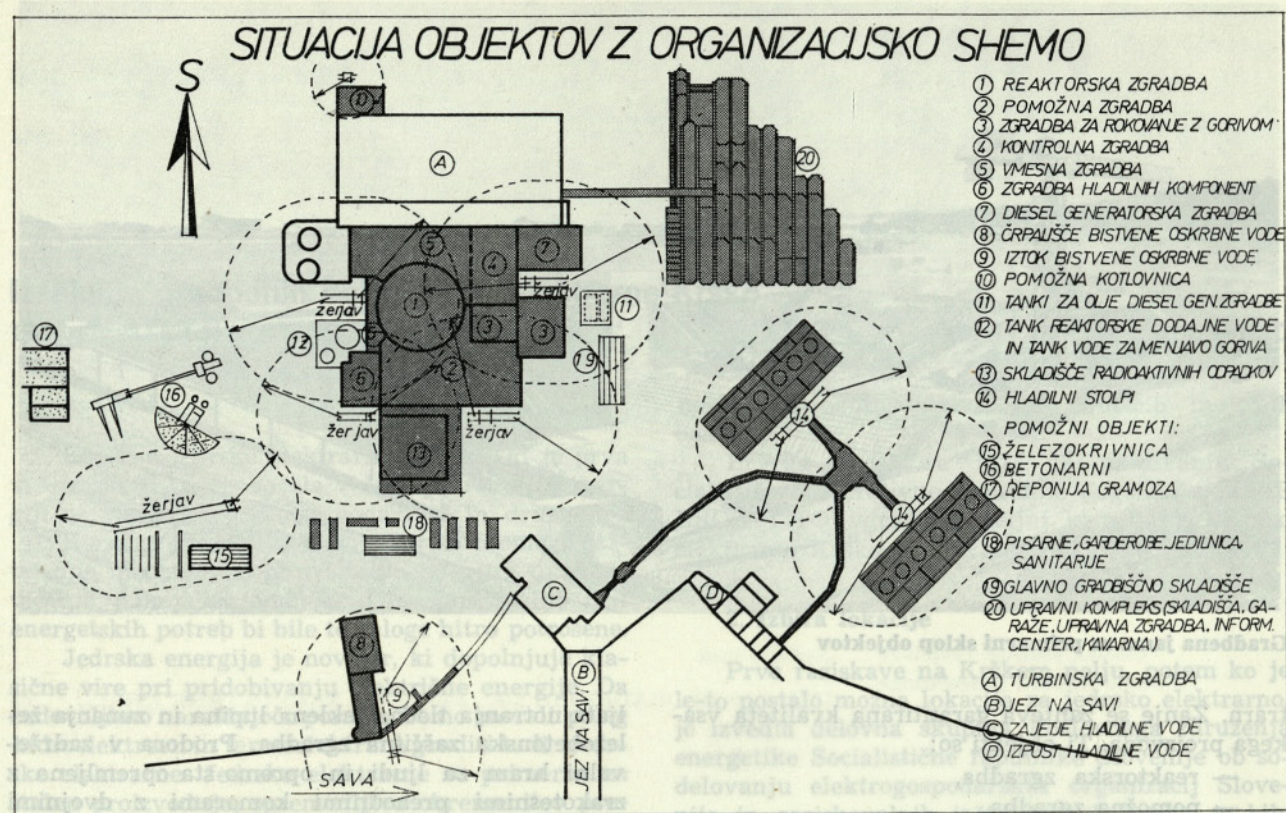 SITUACIJA OBJEKTOV Z ORGANIZACIJSKO SHEMO
S
① REAKTORSKA ZGRADBA
② POMOŽNA ZGRADBA
③ ZGRADBA ZA ROKOVANJE Z GORIVOM
④ KONTROLNA ZGRADBA
⑤ VMESNA ZGRADBA
⑥ ZGRADBA HLADILNIH KOMPONENT
⑦ DIESEL GENERATORSKA ZGRADBA
⑧ ČRPALIŠČE BISTVENE OSKRBNE VODE
⑨ IZTOK BISTVENE OSKRBNE VODE
⑩ POMOŽNA KOTLOVNICA
⑪ TANKI ZA OLJE DIESEL GEN. ZGRADBE
⑫ TANK REAKTORSKE DODAJNE VODE
IN TANK VODE ZA MENJAVO GORIVA
⑬ SKLADIŠČE RADIOAKTIVNIH ODPADKOV
⑭ HLADILNI STOLPI
POMOŽNI OBJEKTI:
⑮ ŽELEZOKRIVNICA
⑯ BETONARNI
⑰ DEPONIJA GRAMOZA
⑱ PISARNE, GARDEROBE, JEDILNICA,
SANITARIJE
⑲ GLAVNO GRADBIŠČNO SKLADIŠČE
⑳ UPRAVNI KOMPLEKS (SKLADIŠČA, GA-
RAŽE, UPRAVNA ZGRADBA, INFORM.
CENTER, KAVARNA)
Ⓐ TURBINSKA ZGRADBA
Ⓑ JEZ NA SAVI
Ⓒ ZAJETJE HLADILNE VODE
Ⓓ IZPUST HLADILNE VODE
10
A
20
5
4
7
žerjav
1
žerjav
11
3
3
12
5
17
19
2
6
16
žerjav
žerjav
13
14
14
žerjav
15
18
C
D
8
9
B
JEZ NA SAVI
SAVA